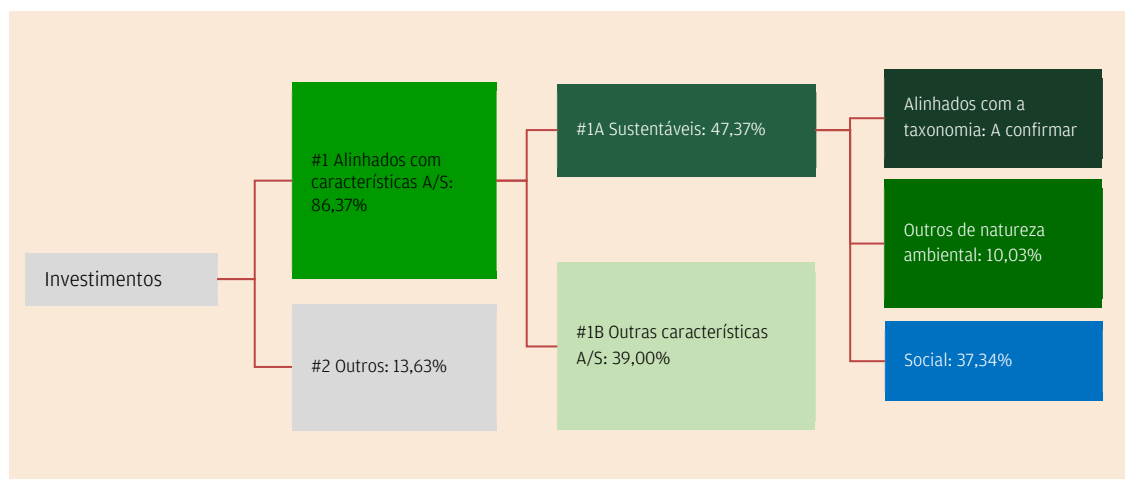 Investimentos
#1 Alinhados com
características A/S:
86,37%
#2 Outros: 13,63%
#1A Sustentáveis: 47,37%
#1B Outras características
A/S: 39,00%
Alinhados com a
taxonomia: A confirmar
Outros de natureza
ambiental: 10,03%
Social: 37,34%